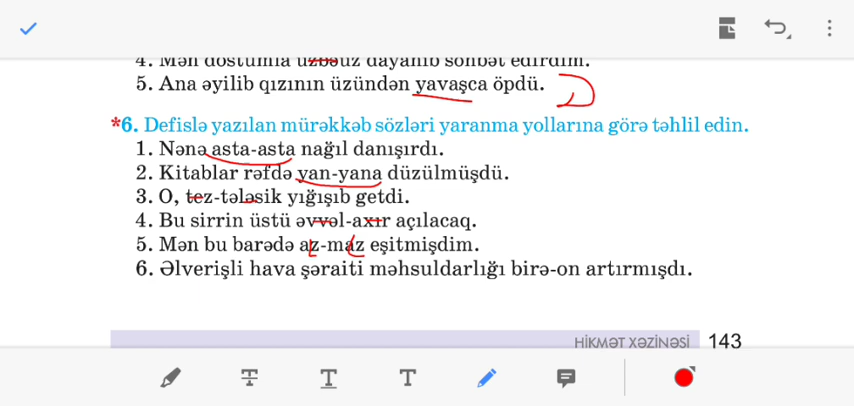 4. Mən dostumla üzbəüz dayanıb söhbət edirdim.
5. Ana əyilib qızının üzündən yavaşca öpdü.
*6. Defislə yazılan mürəkkəb sözləri yaranma yollarına görə təhlil edin.
1. Nənə asta-asta nağıl danışırdı.
2. Kitablar rəfdə yan-yana düzülmüşdü.
3. O, tez-tələsik yığışıb getdi.
4. Bu sirrin üstü əvvəl-axır açılacaq.
5. Mən bu barədə az-maz eşitmişdim.
6. Əlverişli hava şəraiti məhsuldarlığı birə-on artırmışdı.
HİKMƏT XƏZİNƏSİ 143
T T T